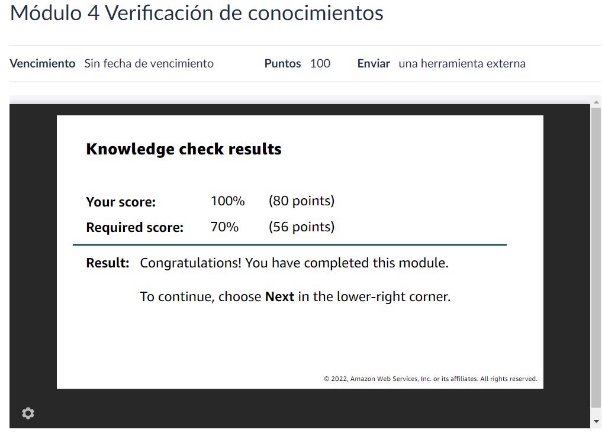 Módulo 4 Verificación de conocimientos
Vencimiento Sin fecha de vencimiento Puntos 100 Enviar una herramienta externa
Knowledge check results
Your score: 100% (80 points)
Required score: 70% (56 points)
Result: Congratulations! You have completed this module.
To continue, choose Next in the lower-right corner.
© 2022, Amazon Web Services, Inc. or its affiliates. All rights reserved.